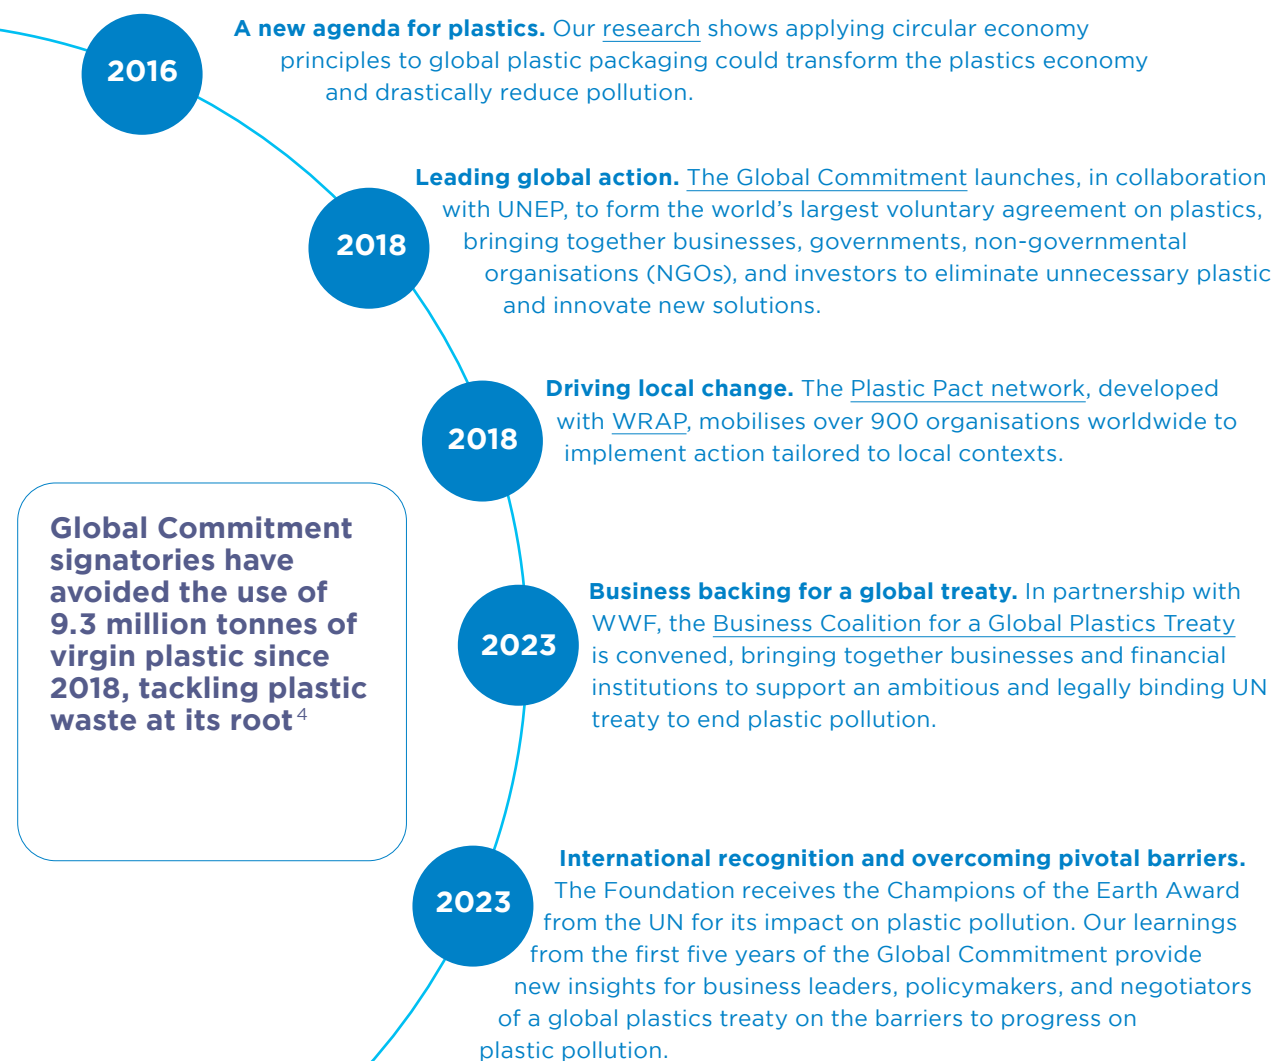 2016
A new agenda for plastics. Our research shows applying circular economy
principles to global plastic packaging could transform the plastics economy
and drastically reduce pollution.
2018
Leading global action. The Global Commitment launches, in collaboration
with UNEP, to form the world’s largest voluntary agreement on plastics,
bringing together businesses, governments, non-governmental
organisations (NGOs), and investors to eliminate unnecessary plastic
and innovate new solutions.
2018
Driving local change. The Plastic Pact network, developed
with WRAP, mobilises over 900 organisations worldwide to
implement action tailored to local contexts.
Global Commitment
signatories have
avoided the use of
9.3 million tonnes of
virgin plastic since
2018, tackling plastic
waste at its root⁴
2023
Business backing for a global treaty. In partnership with
WWF, the Business Coalition for a Global Plastics Treaty
is convened, bringing together businesses and financial
institutions to support an ambitious and legally binding UN
treaty to end plastic pollution.
2023
International recognition and overcoming pivotal barriers.
The Foundation receives the Champions of the Earth Award
from the UN for its impact on plastic pollution. Our learnings
from the first five years of the Global Commitment provide
new insights for business leaders, policymakers, and negotiators
of a global plastics treaty on the barriers to progress on
plastic pollution.